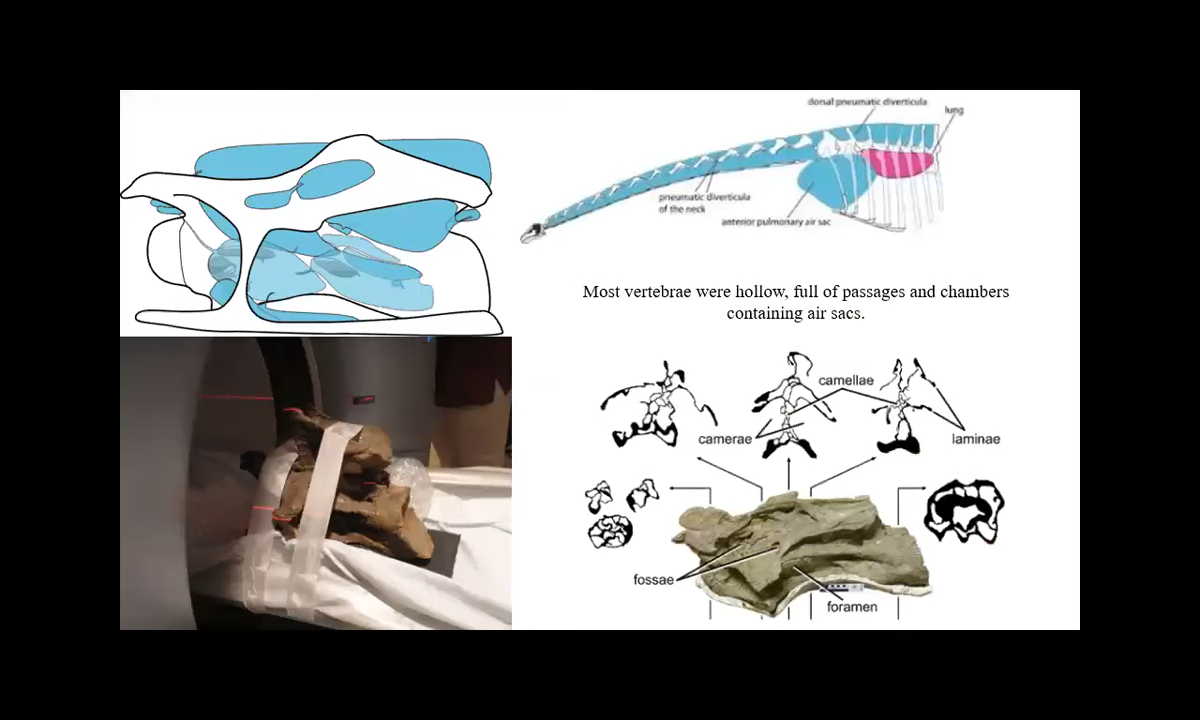 dorsal pneumatic diverticula
lung
pneumatic diverticula
of the neck
anterior pulmonary air sac
Most vertebrae were hollow, full of passages and chambers
containing air sacs.
camellae
camerae
laminae
fossae
foramen